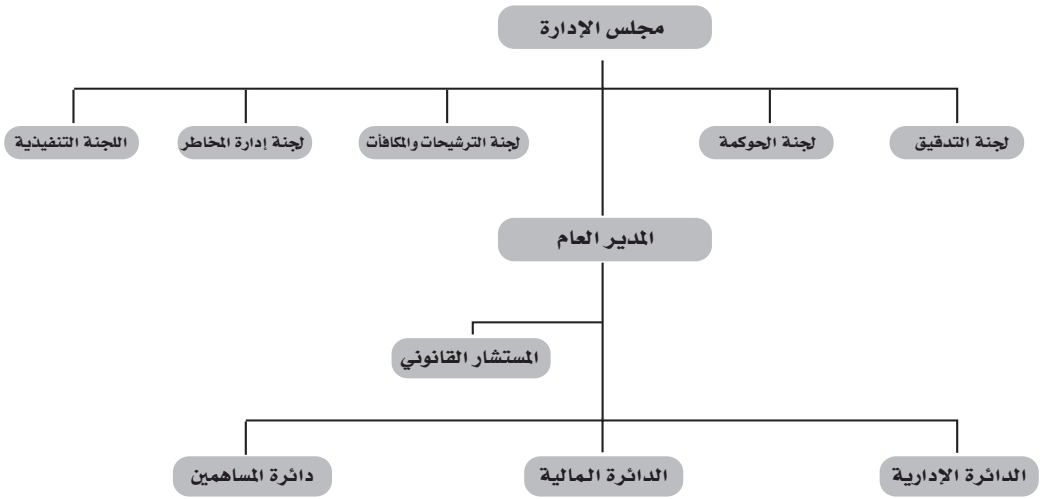 مجلس الإدارة
لجنة التدقيق
لجنة الحوكمة
لجنة الترشيحات والمكافأت
لجنة إدارة المخاطر
اللجنة التنفيذية
المدير العام
المستشار القانوني
الدائرة الإدارية
الدائرة المالية
دائرة المساهمين